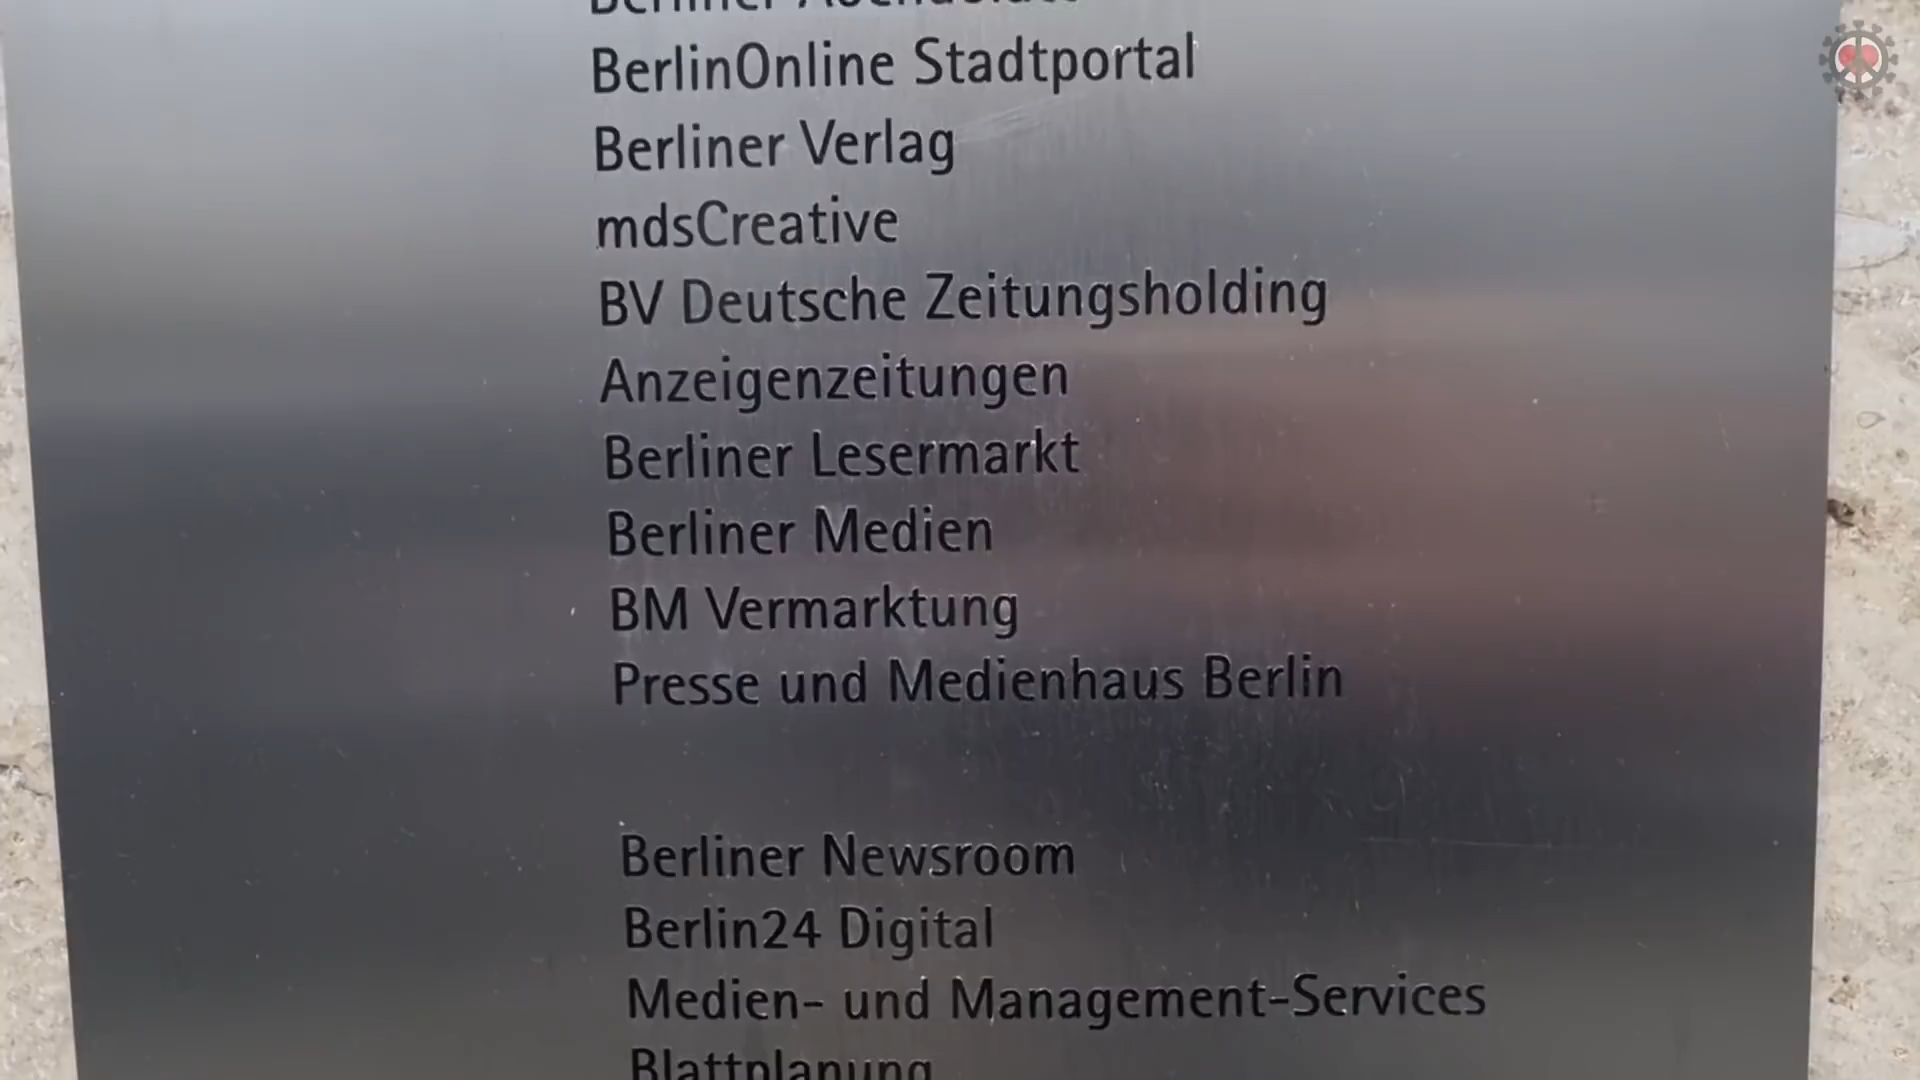 Berliner
BerlinOnline Stadtportal
Berliner Verlag
mdsCreative
BV Deutsche Zeitungsholding
Anzeigenzeitungen
Berliner Lesermarkt
Berliner Medien
BM Vermarktung
Presse und Medienhaus Berlin
Berliner Newsroom
Berlin24 Digital
Medien- und Management-Services
Blattplanung